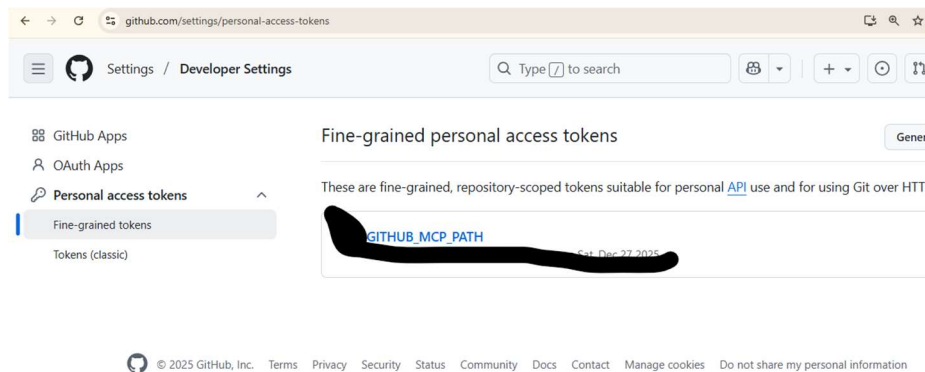 github.com/settings/personal-access-tokens
Settings / Developer Settings
Type / to search
GitHub Apps
OAuth Apps
Personal access tokens
Fine-grained tokens
Tokens (classic)
Fine-grained personal access tokens
Gener
These are fine-grained, repository-scoped tokens suitable for personal API use and for using Git over HTT
GITHUB_MCP_PATH
Sat, Dec 27 2025
© 2025 GitHub, Inc. Terms Privacy Security Status Community Docs Contact Manage cookies Do not share my personal information